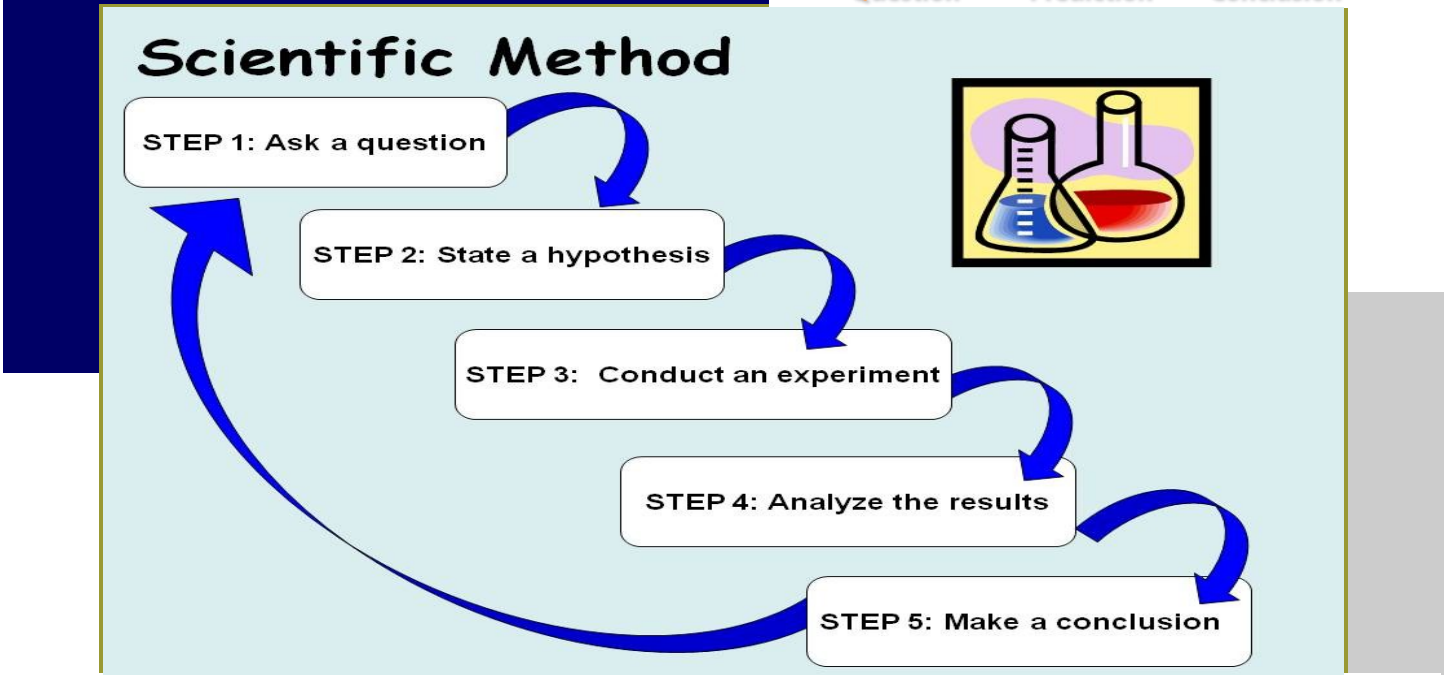 Scientific Method
STEP 1: Ask a question
STEP 2: State a hypothesis
STEP 3: Conduct an experiment
STEP 4: Analyze the results
STEP 5: Make a conclusion